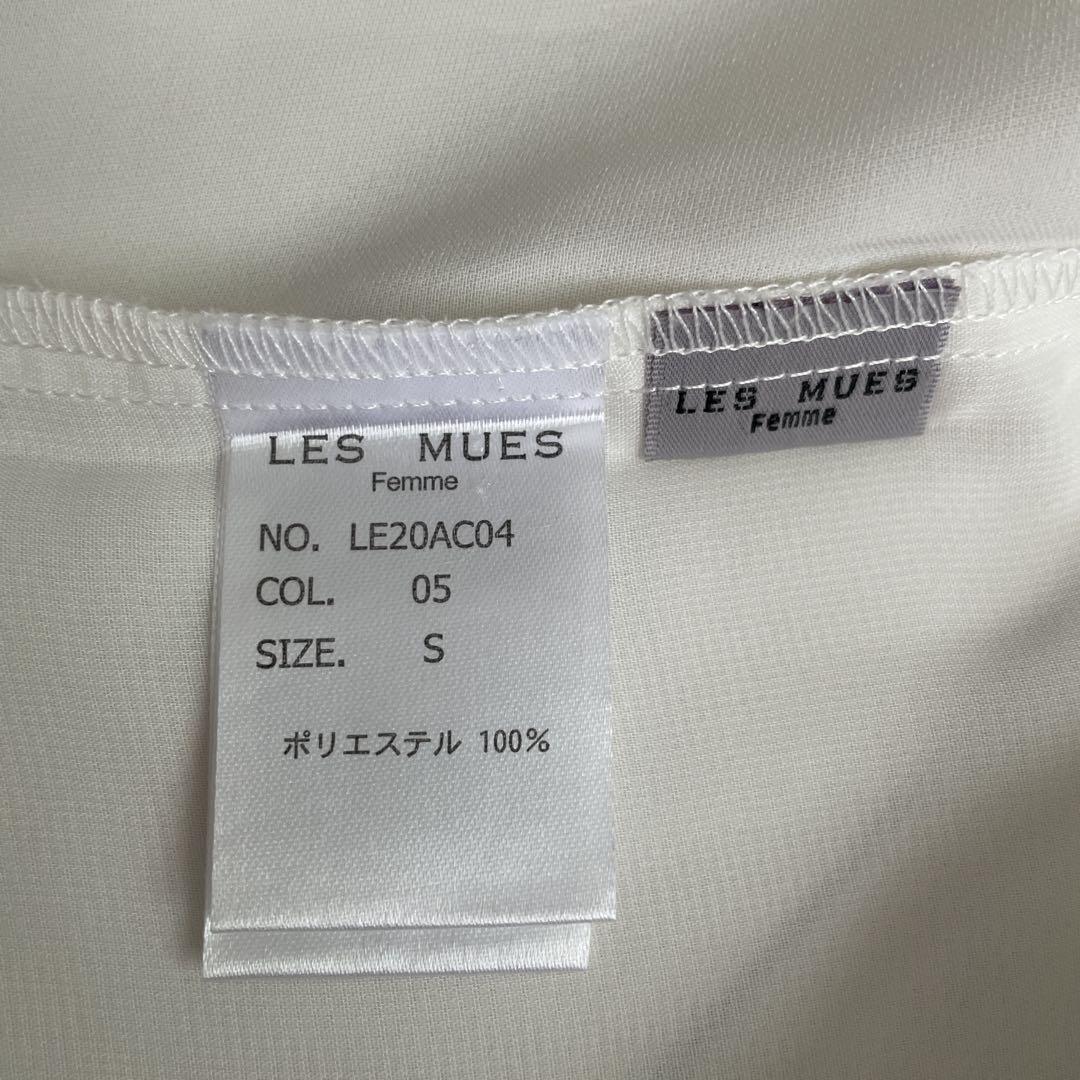 LES MUES
Femme
NO. LE20AC04
COL. 05
SIZE. S
ポリエステル 100%
LES MUES
Femme